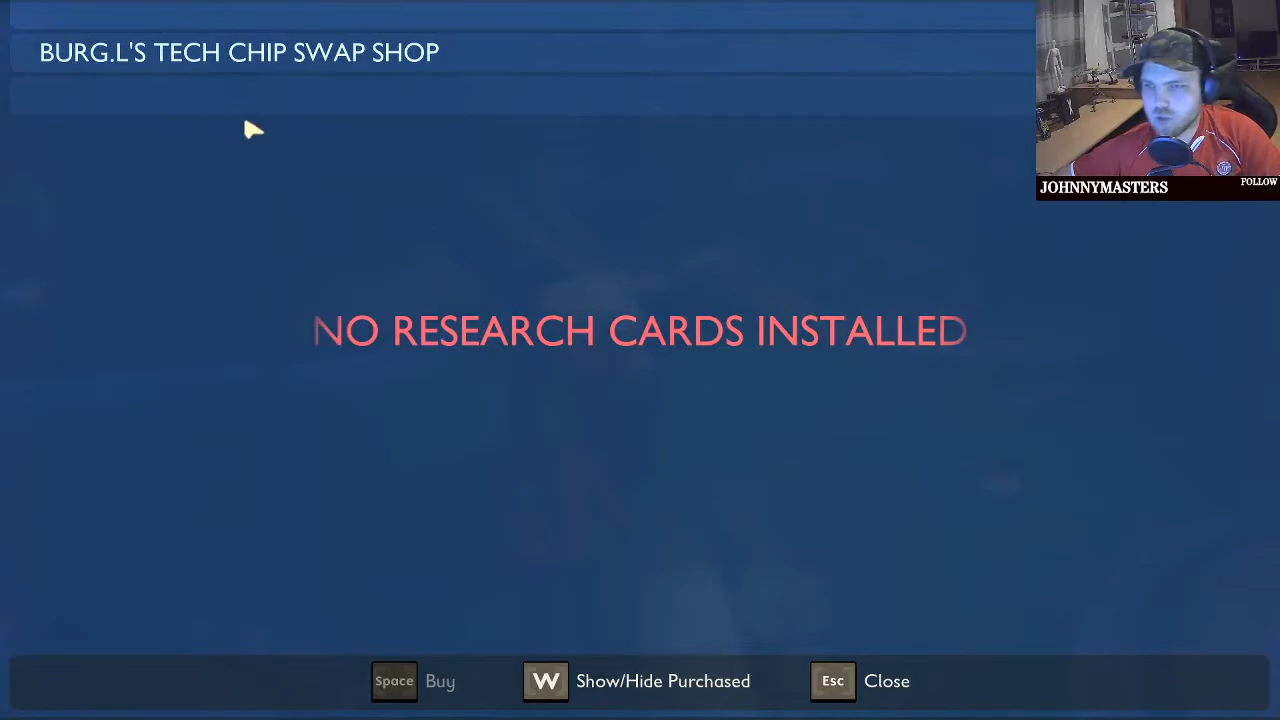 BURG.L'S TECH CHIP SWAP SHOP
JOHNNYMASTERS
FOLLOW
NO RESEARCH CARDS INSTALLED
Space Buy
W Show/Hide Purchased
Esc Close